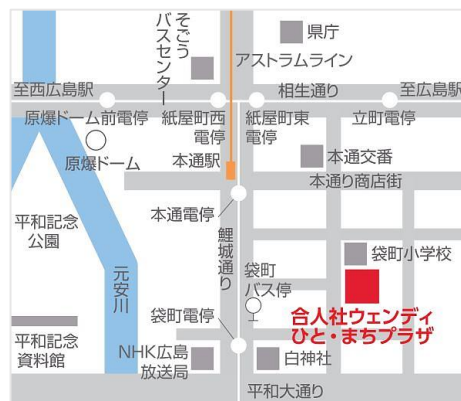 そごう
バスセンター
県庁
アストラムライン
至西広島駅
相生通り
至広島駅
原爆ドーム前電停
紙屋町西
電停
紙屋町東
電停
立町電停
原爆ドーム
本通駅
本通交番
本通り商店街
平和記念
公園
本通電停
鯉城通り
元安川
袋町
バス停
袋町小学校
合人社ウェンディ
ひと・まちプラザ
袋町電停
平和記念
資料館
NHK広島
放送局
白神社
平和大通り